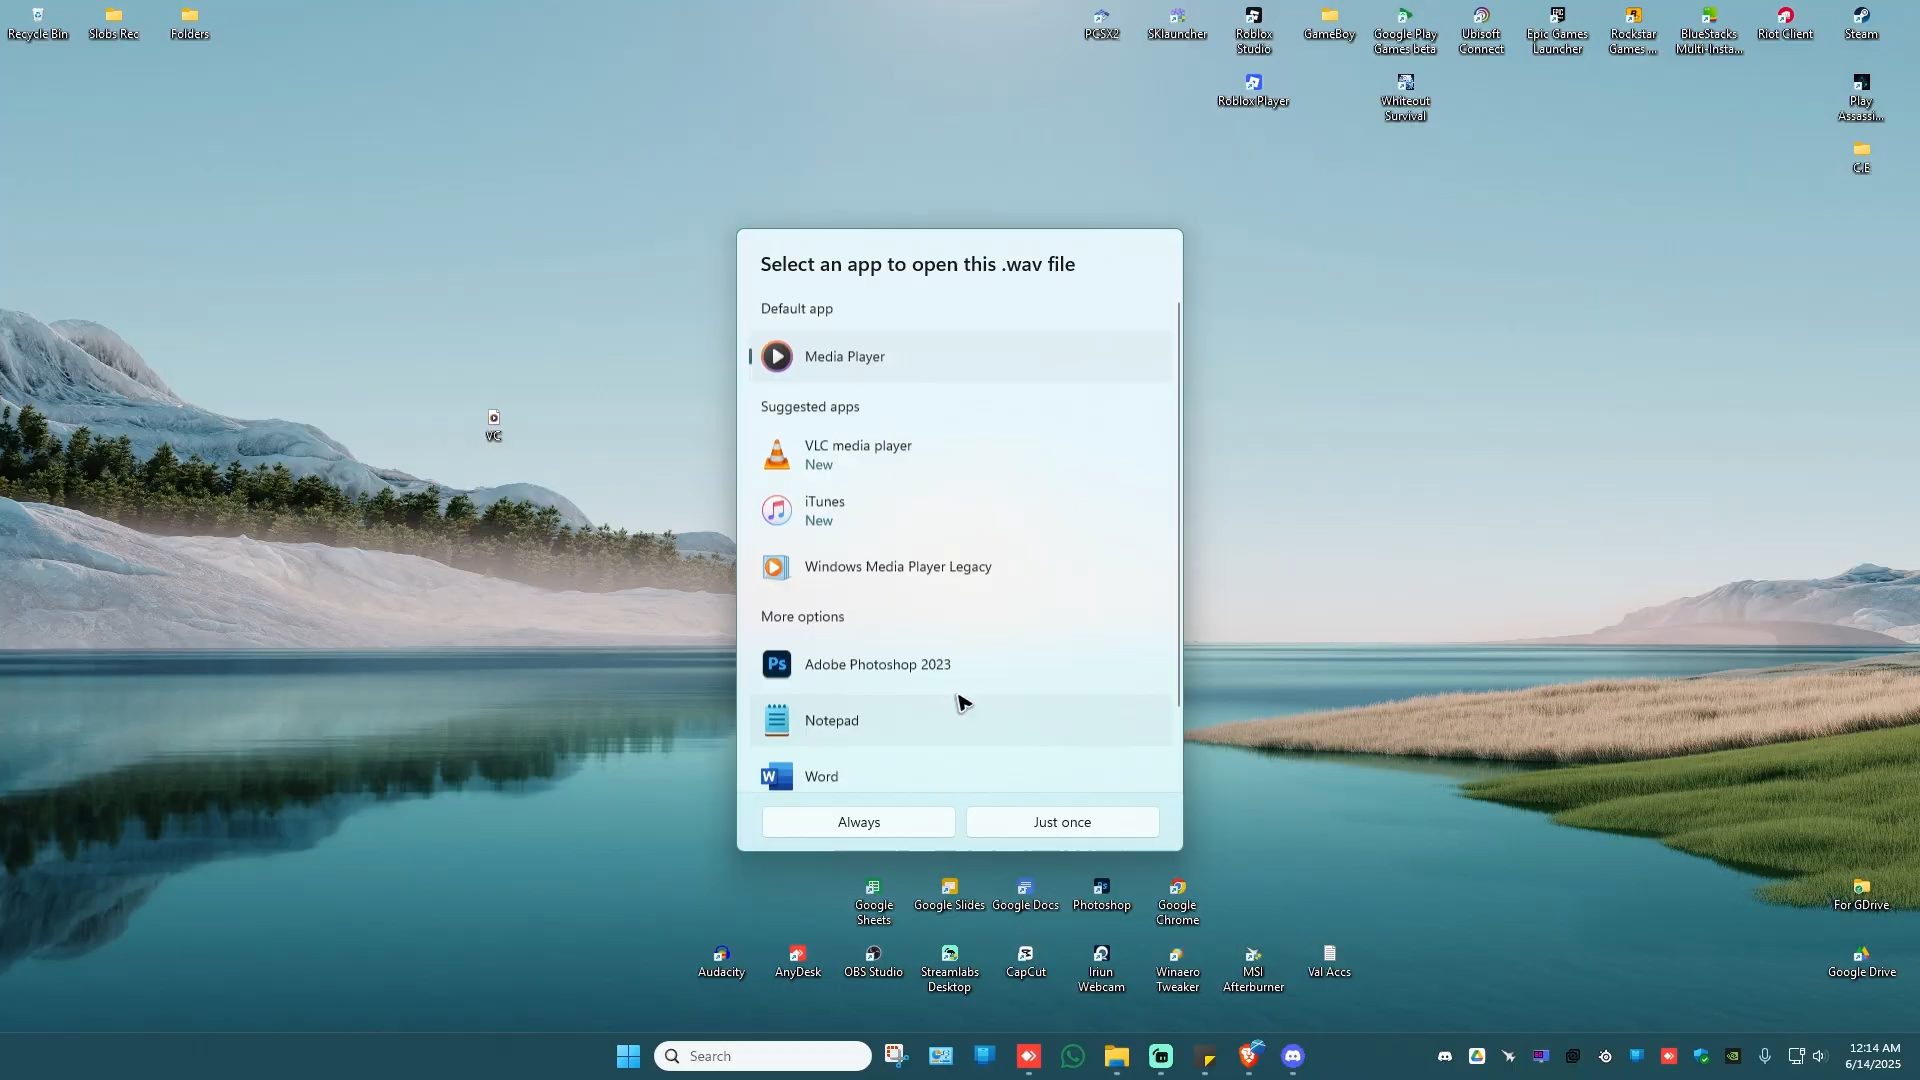 Recycle Bin
Slobs Rec
Folders
PCSX2
SKlauncher
Roblox
Studio
GameBoy
Google Play
Games beta
Ubisoft
Connect
Epic Games
Launcher
Rockstar
Games ...
BlueStacks
Multi-Insta...
Riot Client
Steam
Roblox Player
Whiteout
Survival
Play
Assassi...
C.E
VC
Select an app to open this .wav file
Default app
Media Player
Suggested apps
VLC media player
New
iTunes
New
Windows Media Player Legacy
More options
Ps
Adobe Photoshop 2023
Notepad
W
Word
Always
Just once
Google
Sheets
Google Slides
Google Docs
Photoshop
Google
Chrome
For GDrive
Audacity
AnyDesk
OBS Studio
Streamlabs
Desktop
CapCut
Iriun
Webcam
Winaero
Tweaker
MSI
Afterburner
Val Accs
Google Drive
Search
12:14 AM
6/14/2025